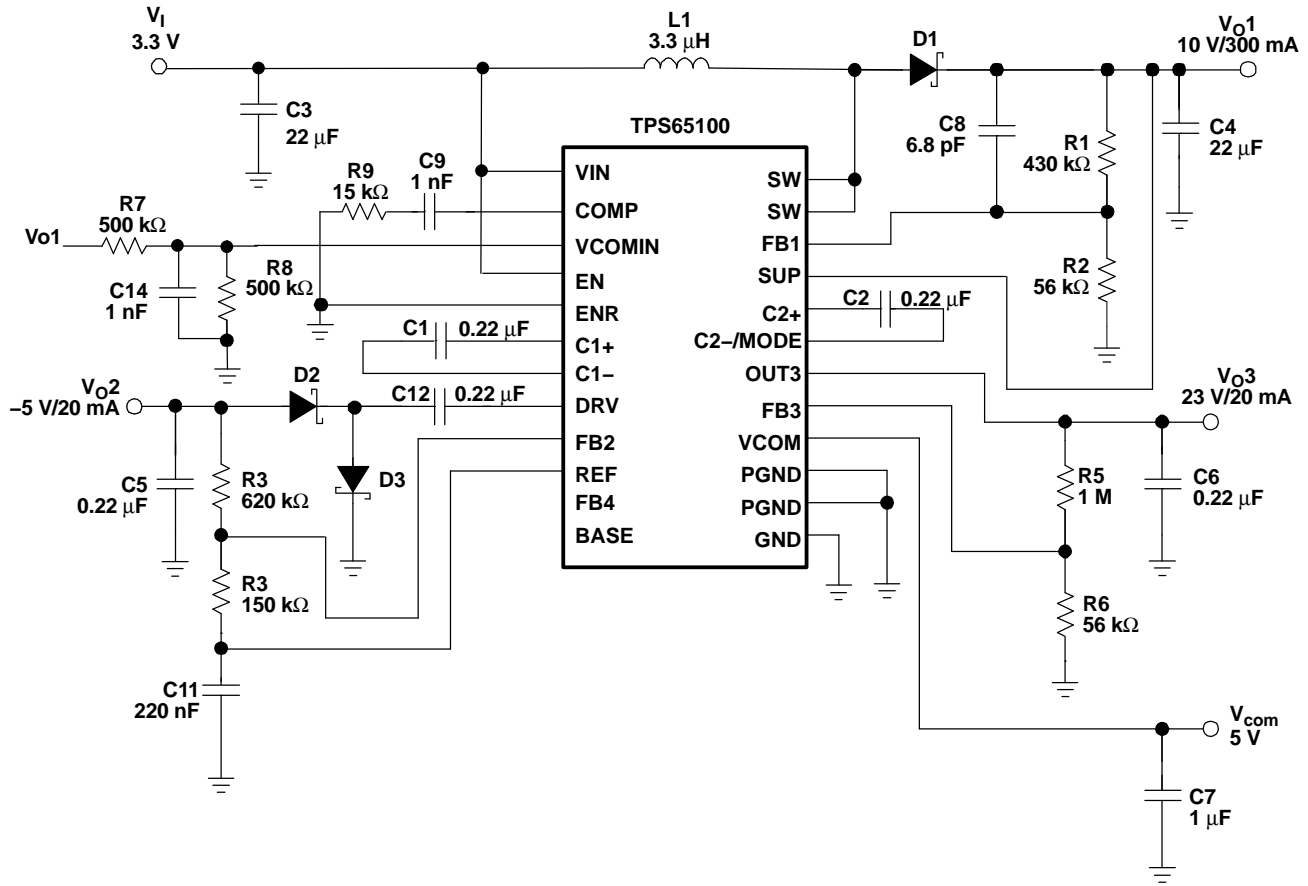 V_I
3.3 V
L1
3.3 μH
D1
V_O1
10 V/300 mA
C3
22 μF
TPS65100
C8
6.8 pF
R1
430 kΩ
C4
22 μF
R9
15 kΩ
C9
1 nF
VIN
COMP
VCOMIN
EN
ENR
C1+
C1–
DRV
FB2
REF
FB4
BASE
SW
SW
FB1
SUP
C2+
C2–/MODE
OUT3
FB3
VCOM
PGND
PGND
GND
R7
500 kΩ
Vo1
C14
1 nF
R8
500 kΩ
R2
56 kΩ
C2
0.22 μF
C1
0.22 μF
V_O2
–5 V/20 mA
D2
C12
0.22 μF
D3
C5
0.22 μF
R3
620 kΩ
R3
150 kΩ
C11
220 nF
V_O3
23 V/20 mA
R5
1 M
C6
0.22 μF
R6
56 kΩ
V_com
5 V
C7
1 μF